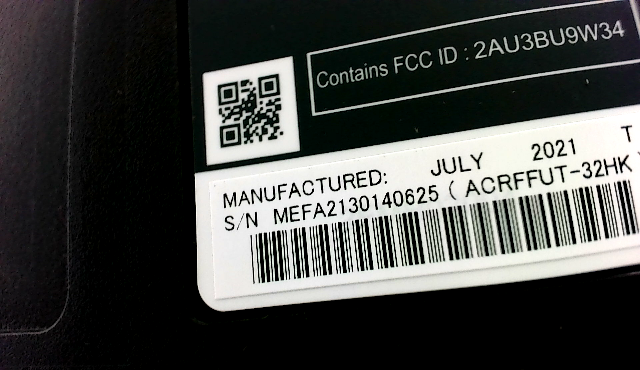 Contains FCC ID : 2AU3BU9W34
MANUFACTURED: JULY 2021 T
S/N MEFA2130140625 ( ACRFFUT-32HK